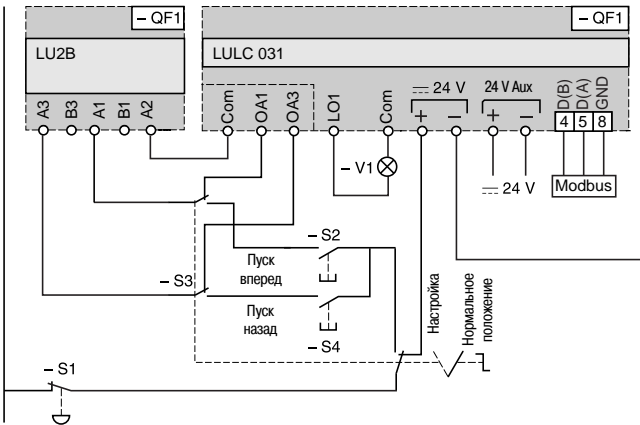 – QF1
– QF1
LU2B
LULC 031
A3
B3
A1
B1
A2
Com
OA1
OA3
LO1
Com
24 V
+
–
24 V Aux
+
–
24 V
D(B)
D(A)
GND
4
5
8
Modbus
– V1
– S2
Пуск
вперед
– S3
Пуск
назад
– S4
Настройка
Нормальное
положение
– S1